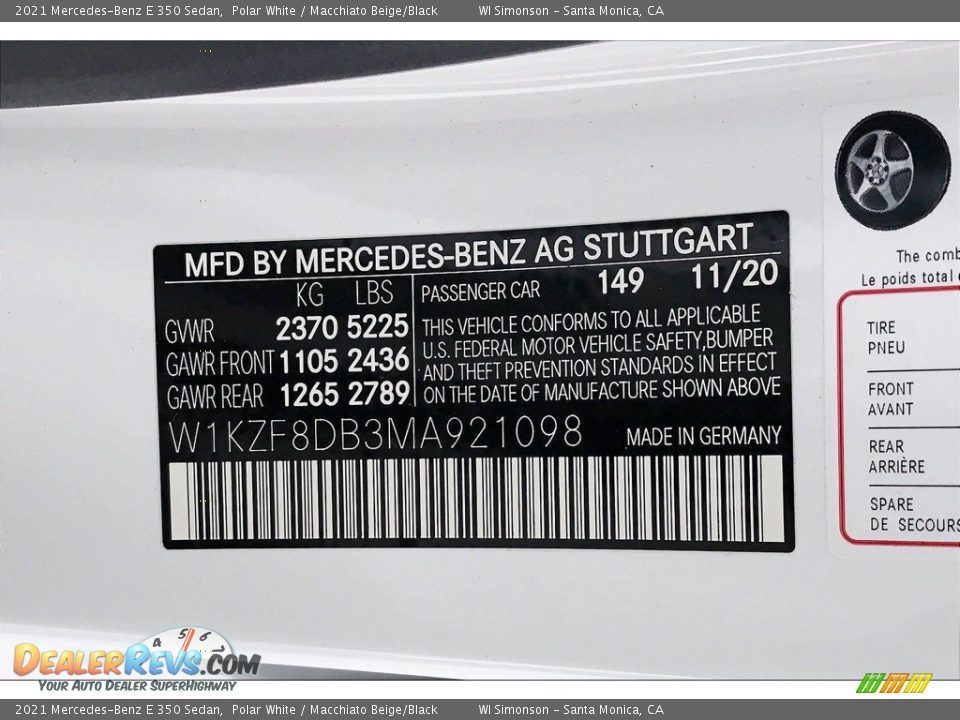 2021 Mercedes-Benz E 350 Sedan, Polar White / Macchiato Beige/Black WI Simonson - Santa Monica, CA
MFD BY MERCEDES-BENZ AG STUTTGART
KG LBS PASSENGER CAR 149 11/20
GVWR 2370 5225
GAWR FRONT 1105 2436
GAWR REAR 1265 2789
THIS VEHICLE CONFORMS TO ALL APPLICABLE
U.S. FEDERAL MOTOR VEHICLE SAFETY,BUMPER
AND THEFT PREVENTION STANDARDS IN EFFECT
ON THE DATE OF MANUFACTURE SHOWN ABOVE
W1KZF8DB3MA921098 MADE IN GERMANY
The comb
Le poids total
TIRE
PNEU
FRONT
AVANT
REAR
ARRIÈRE
SPARE
DE SECOURS
4 5 6
DEALERREVS.COM
YOUR AUTO DEALER SUPERHIGHWAY
2021 Mercedes-Benz E 350 Sedan, Polar White / Macchiato Beige/Black WI Simonson - Santa Monica, CA